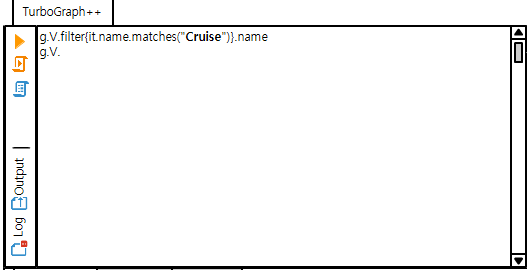 TurboGraph++
g.V.filter{it.name.matches("Cruise")}.name
g.V.
Output
Log